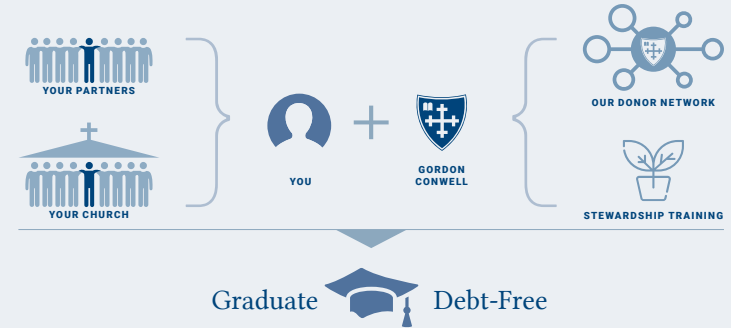 YOUR PARTNERS
YOUR CHURCH
YOU
GORDON
CONWELL
OUR DONOR NETWORK
STEWARDSHIP TRAINING
Graduate Debt-Free